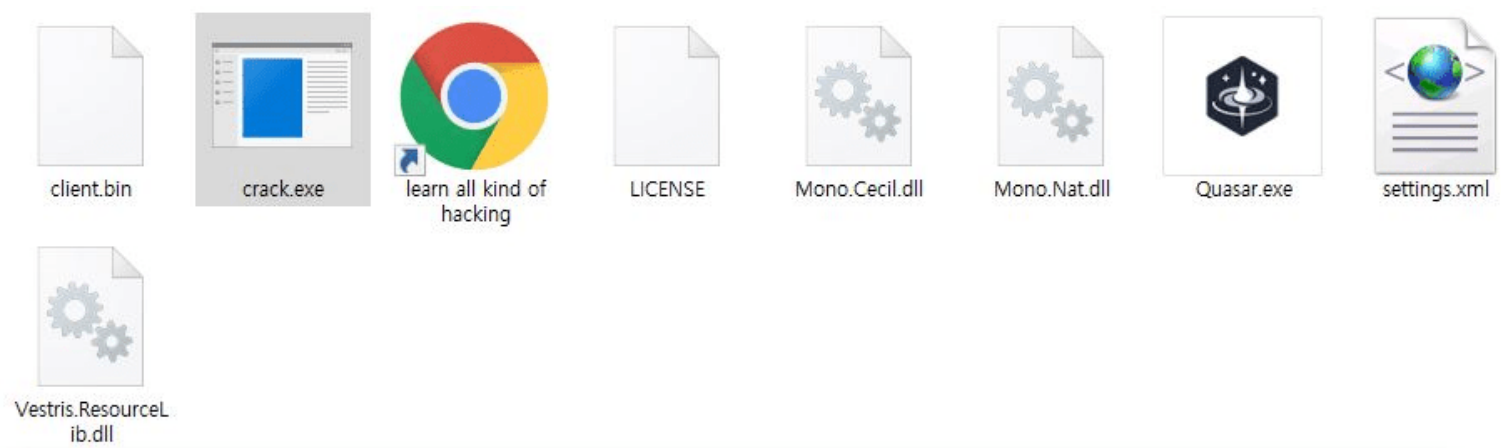 client.bin
crack.exe
learn all kind of
hacking
LICENSE
Mono.Cecil.dll
Mono.Nat.dll
Quasar.exe
settings.xml
Vestris.ResourceL
ib.dll